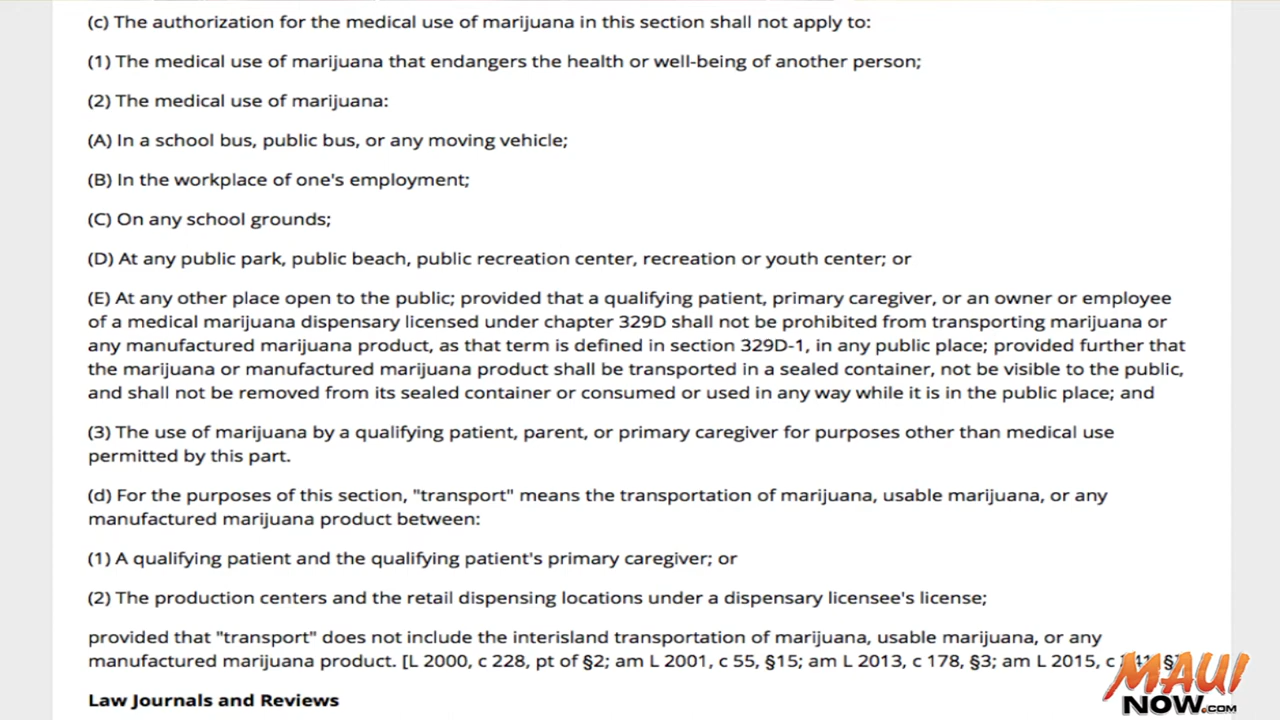 (c) The authorization for the medical use of marijuana in this section shall not apply to:
(1) The medical use of marijuana that endangers the health or well-being of another person;
(2) The medical use of marijuana:
(A) In a school bus, public bus, or any moving vehicle;
(B) In the workplace of one's employment;
(C) On any school grounds;
(D) At any public park, public beach, public recreation center, recreation or youth center; or
(E) At any other place open to the public; provided that a qualifying patient, primary caregiver, or an owner or employee
of a medical marijuana dispensary licensed under chapter 329D shall not be prohibited from transporting marijuana or
any manufactured marijuana product, as that term is defined in section 329D-1, in any public place; provided further that
the marijuana or manufactured marijuana product shall be transported in a sealed container, not be visible to the public,
and shall not be removed from its sealed container or consumed or used in any way while it is in the public place; and
(3) The use of marijuana by a qualifying patient, parent, or primary caregiver for purposes other than medical use
permitted by this part.
(d) For the purposes of this section, "transport" means the transportation of marijuana, usable marijuana, or any
manufactured marijuana product between:
(1) A qualifying patient and the qualifying patient's primary caregiver; or
(2) The production centers and the retail dispensing locations under a dispensary licensee's license;
provided that "transport" does not include the interisland transportation of marijuana, usable marijuana, or any
manufactured marijuana product. [L 2000, c 228, pt of §2; am L 2001, c 55, §15; am L 2013, c 178, §3; am L 2015, c
Law Journals and Reviews
MAUI
NOW.COM